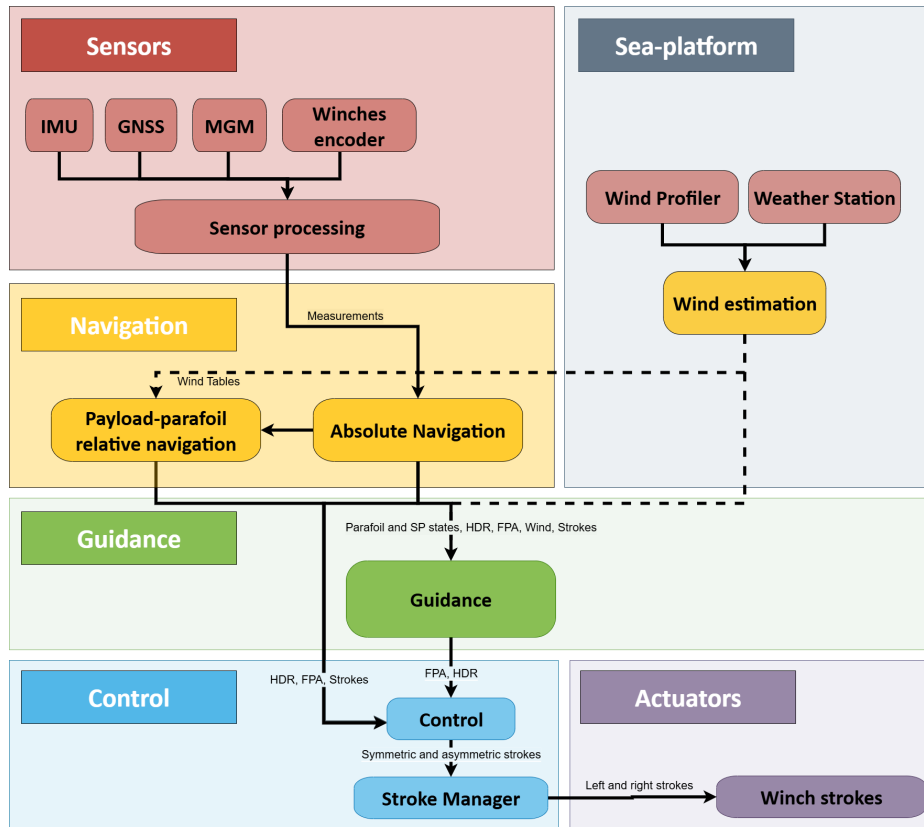 Sensors
Sea-platform
IMU
GNSS
MGM
Winches
encoder
Wind Profiler
Weather Station
Sensor processing
Wind estimation
Navigation
Measurements
Wind Tables
Payload-parafoil
relative navigation
Absolute Navigation
Parafoil and SP states, HDR, FPA, Wind, Strokes
Guidance
Guidance
HDR, FPA, Strokes
FPA, HDR
Control
Actuators
Control
Symmetric and asymmetric strokes
Left and right strokes
Stroke Manager
Winch strokes